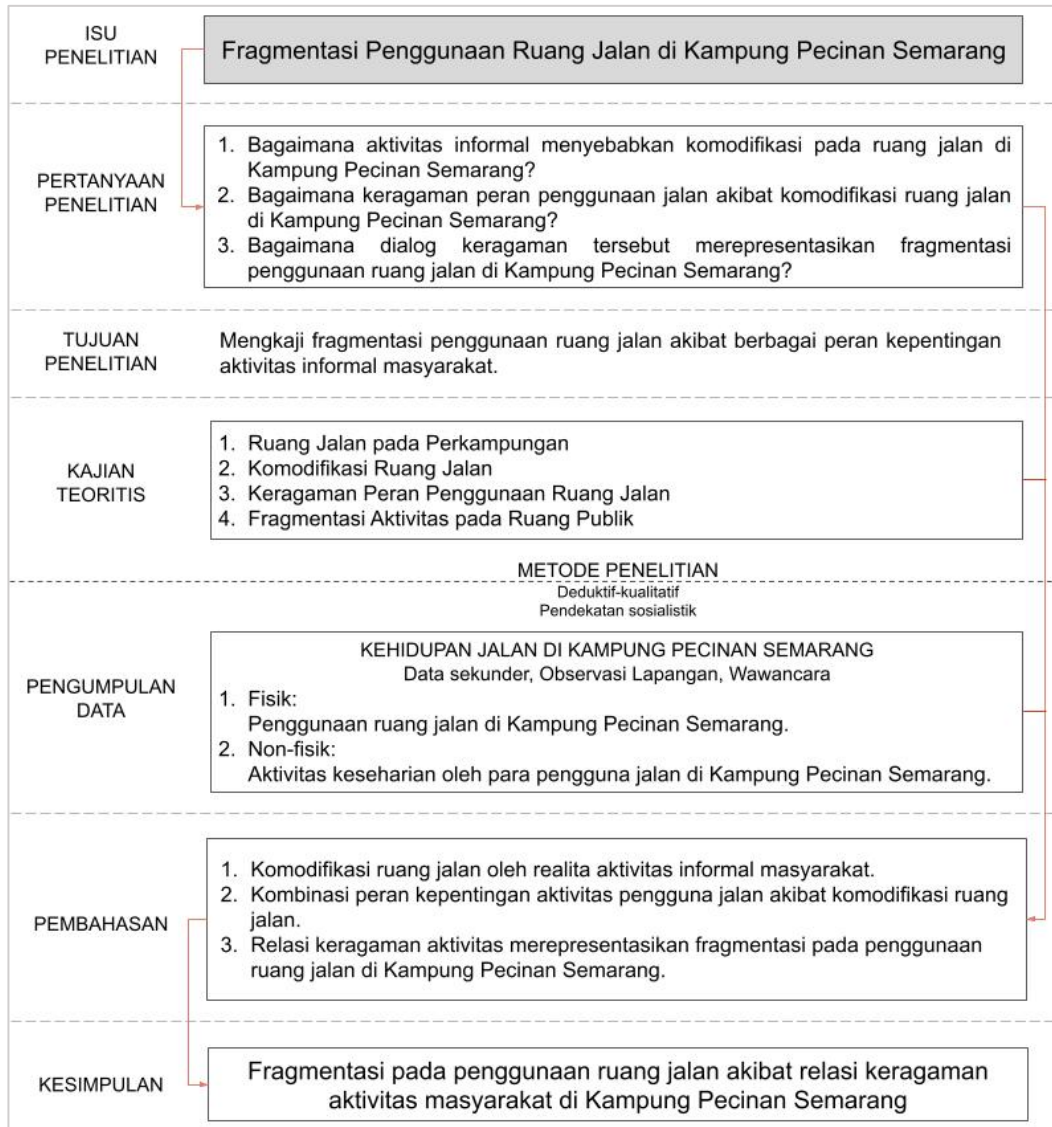 ISU
PENELITIAN
Fragmentasi Penggunaan Ruang Jalan di Kampung Pecinan Semarang
PERTANYAAN
PENELITIAN
1. Bagaimana aktivitas informal menyebabkan komodifikasi pada ruang jalan di
Kampung Pecinan Semarang?
2. Bagaimana keragaman peran penggunaan jalan akibat komodifikasi ruang jalan
di Kampung Pecinan Semarang?
3. Bagaimana dialog keragaman tersebut merepresentasikan fragmentasi
penggunaan ruang jalan di Kampung Pecinan Semarang?
TUJUAN
PENELITIAN
Mengkaji fragmentasi penggunaan ruang jalan akibat berbagai peran kepentingan
aktivitas informal masyarakat.
KAJIAN
TEORITIS
1. Ruang Jalan pada Perkampungan
2. Komodifikasi Ruang Jalan
3. Keragaman Peran Penggunaan Ruang Jalan
4. Fragmentasi Aktivitas pada Ruang Publik
METODE PENELITIAN
Deduktif-kualitatif
Pendekatan sosialistik
PENGUMPULAN
DATA
KEHIDUPAN JALAN DI KAMPUNG PECINAN SEMARANG
Data sekunder, Observasi Lapangan, Wawancara
1. Fisik:
Penggunaan ruang jalan di Kampung Pecinan Semarang.
2. Non-fisik:
Aktivitas keseharian oleh para pengguna jalan di Kampung Pecinan Semarang.
PEMBAHASAN
1. Komodifikasi ruang jalan oleh realita aktivitas informal masyarakat.
2. Kombinasi peran kepentingan aktivitas pengguna jalan akibat komodifikasi ruang
jalan.
3. Relasi keragaman aktivitas merepresentasikan fragmentasi pada penggunaan
ruang jalan di Kampung Pecinan Semarang.
KESIMPULAN
Fragmentasi pada penggunaan ruang jalan akibat relasi keragaman
aktivitas masyarakat di Kampung Pecinan Semarang